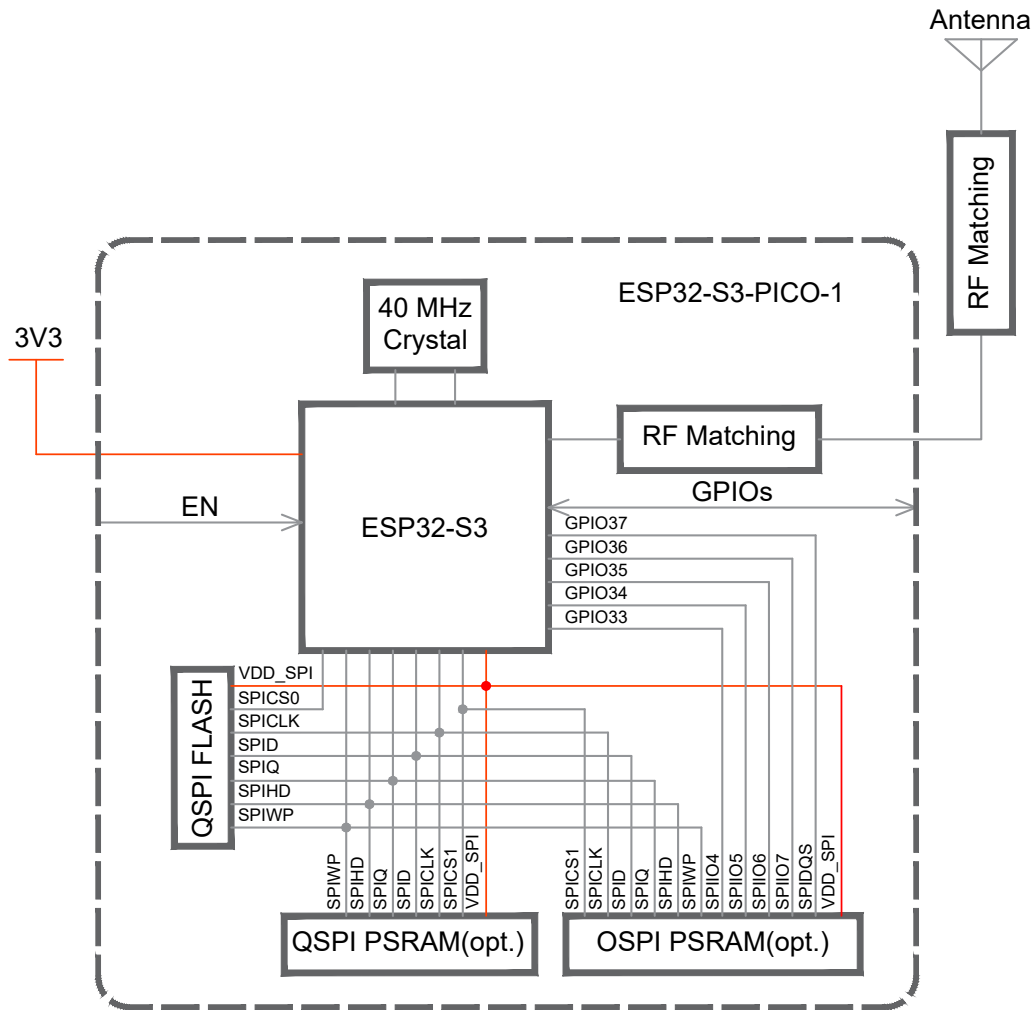 Antenna
RF Matching
ESP32-S3-PICO-1
40 MHz
Crystal
3V3
RF Matching
EN
ESP32-S3
GPIOs
GPIO37
GPIO36
GPIO35
GPIO34
GPIO33
QSPI FLASH
VDD_SPI
SPICS0
SPICLK
SPID
SPIQ
SPIHD
SPIWP
SPIWP
SPIHD
SPIQ
SPID
SPICLK
SPICS1
VDD_SPI
SPICS1
SPICLK
SPID
SPIQ
SPIHD
SPIWP
SPIIO4
SPIIO5
SPIIO6
SPIIO7
SPIDQS
VDD_SPI
QSPI PSRAM(opt.)
OSPI PSRAM(opt.)